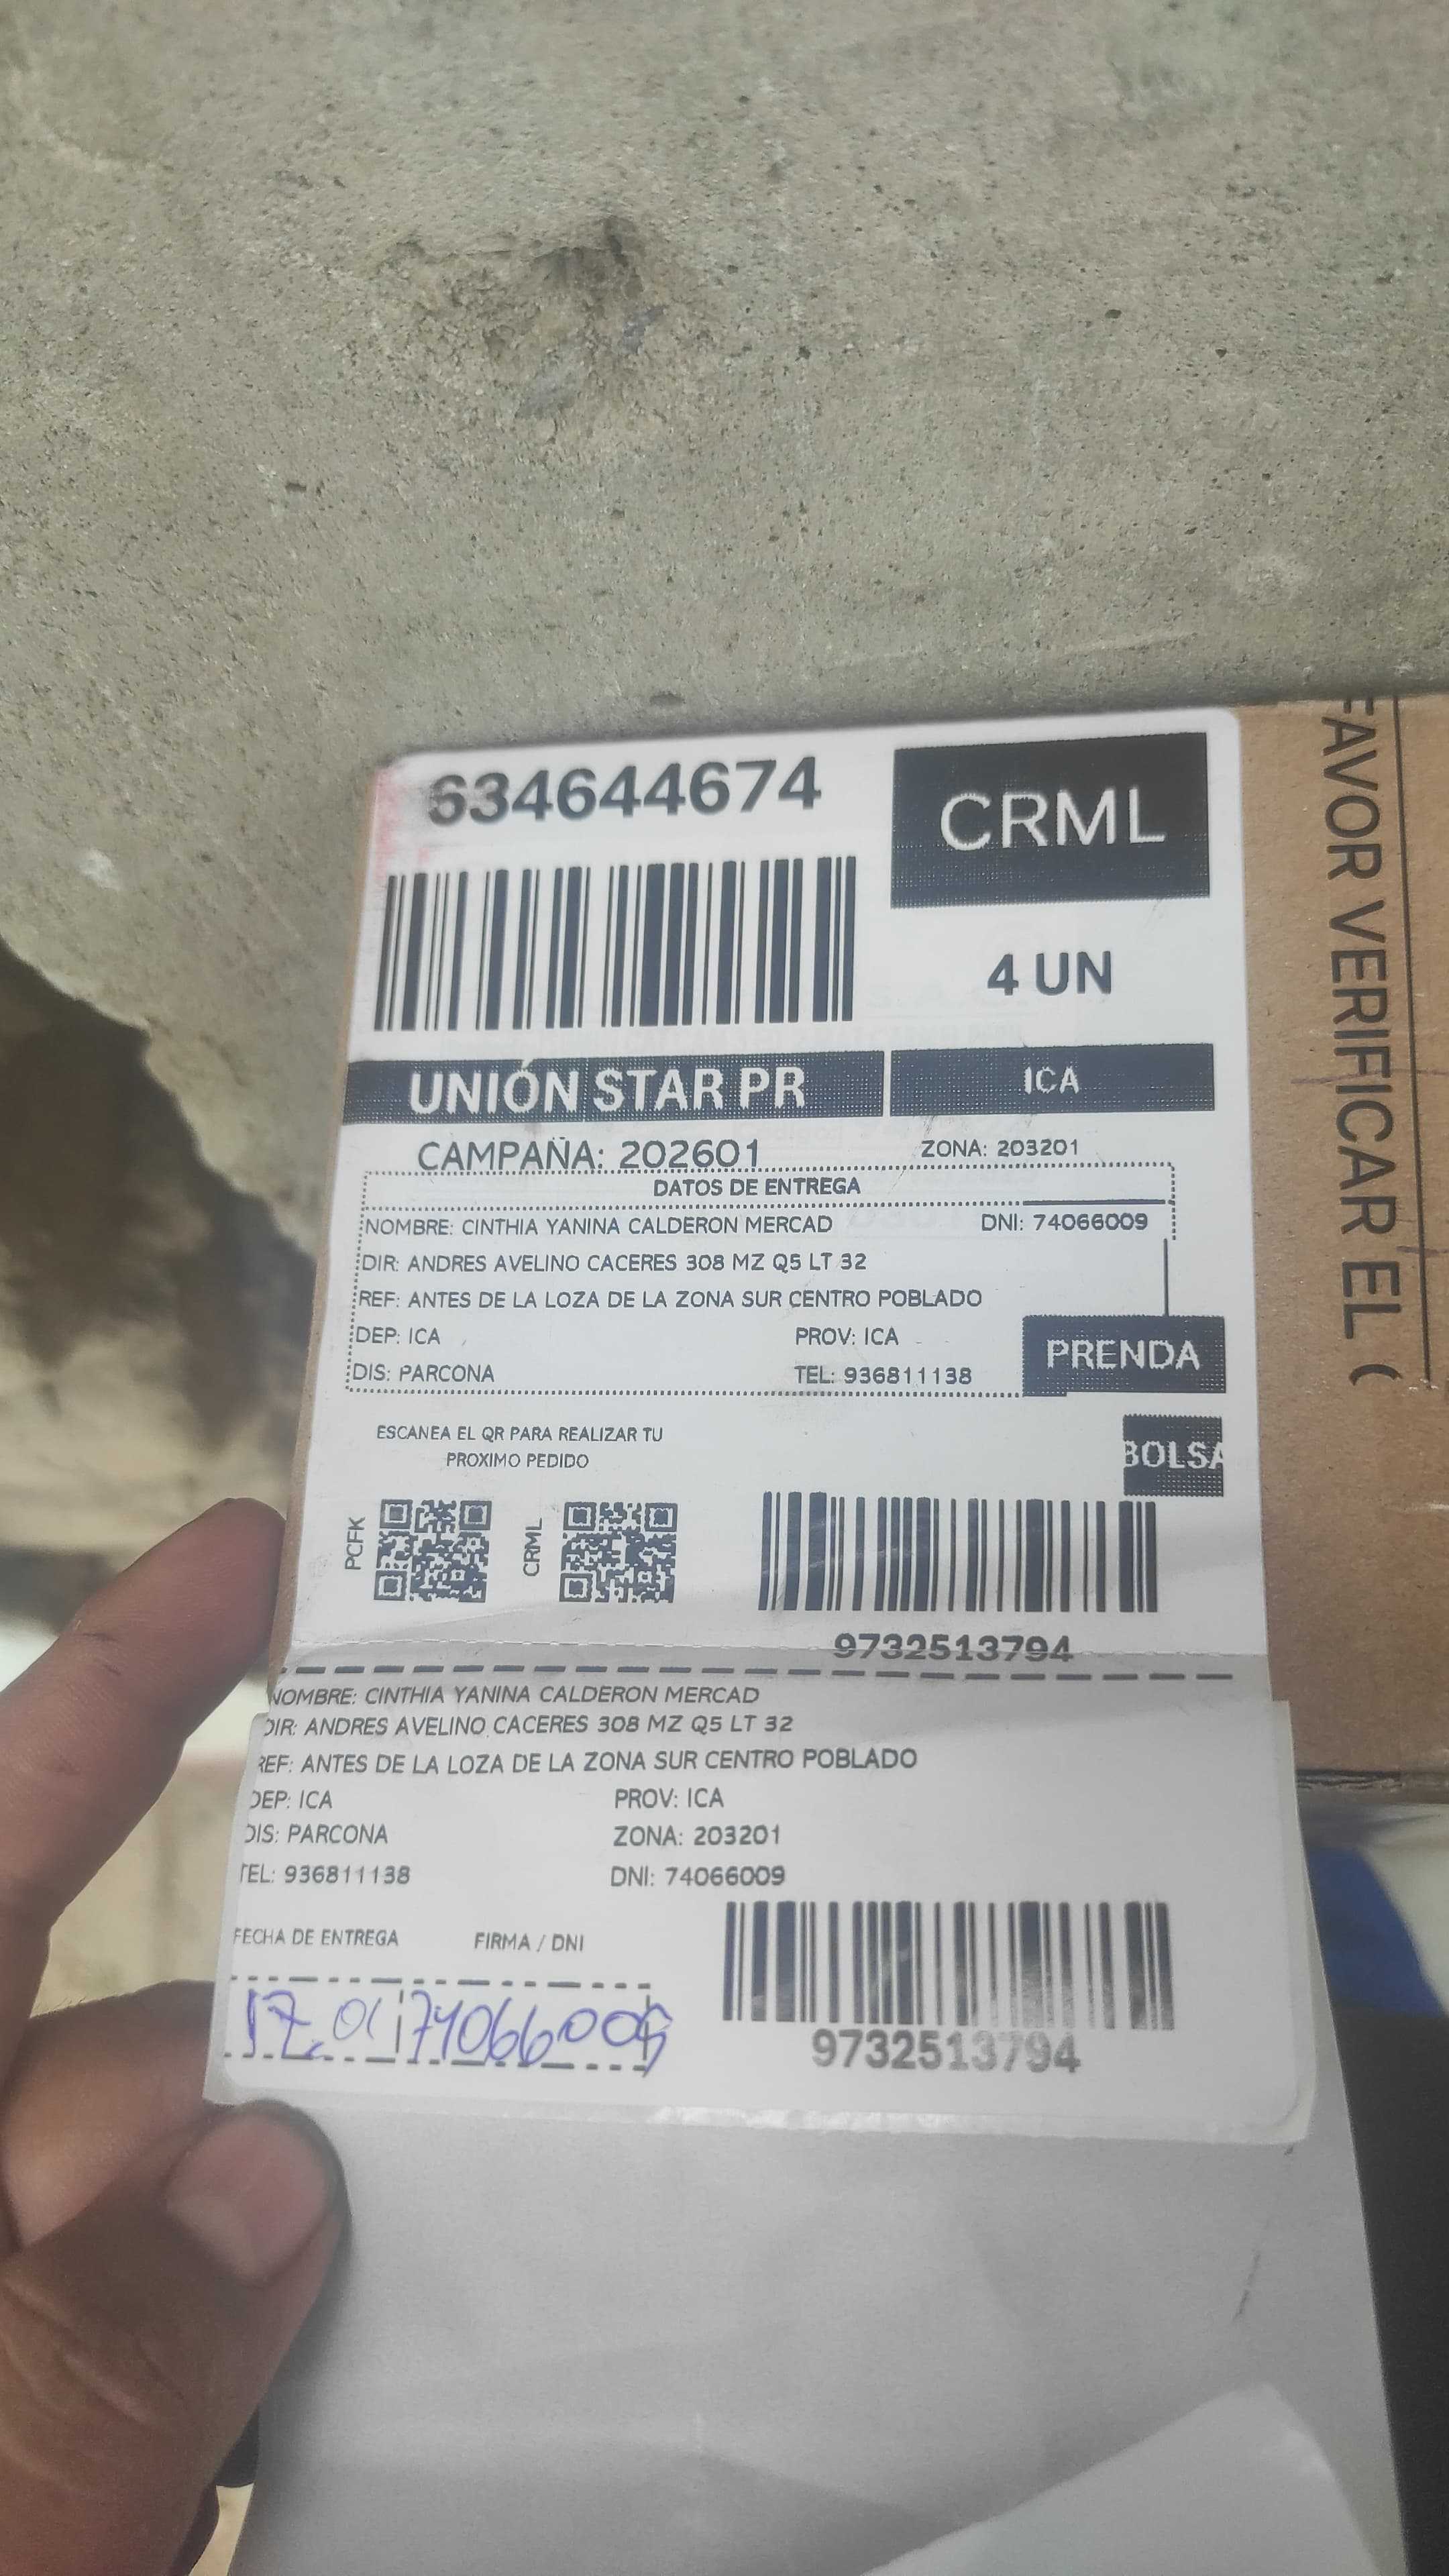 634644674
CRML
4 UN
UNIÓN STAR PR
ICA
CAMPAÑA: 202601
ZONA: 203201
DATOS DE ENTREGA
NOMBRE: CINTHIA YANINA CALDERON MERCAD
DNI: 74066009
DIR: ANDRES AVELINO CACERES 308 MZ Q5 LT 32
REF: ANTES DE LA LOZA DE LA ZONA SUR CENTRO POBLADO
DEP: ICA
PROV: ICA
DIS: PARCONA
TEL: 936811138
PRENDA
BOLSA
ESCANEA EL QR PARA REALIZAR TU
PROXIMO PEDIDO
PCFK
CRML
9732513794
NOMBRE: CINTHIA YANINA CALDERON MERCAD
DIR: ANDRES AVELINO CACERES 308 MZ Q5 LT 32
REF: ANTES DE LA LOZA DE LA ZONA SUR CENTRO POBLADO
DEP: ICA
PROV: ICA
DIS: PARCONA
ZONA: 203201
TEL: 936811138
DNI: 74066009
FECHA DE ENTREGA
FIRMA / DNI
17.01
74066009
9732513794
FAVOR VERIFICAR EL (